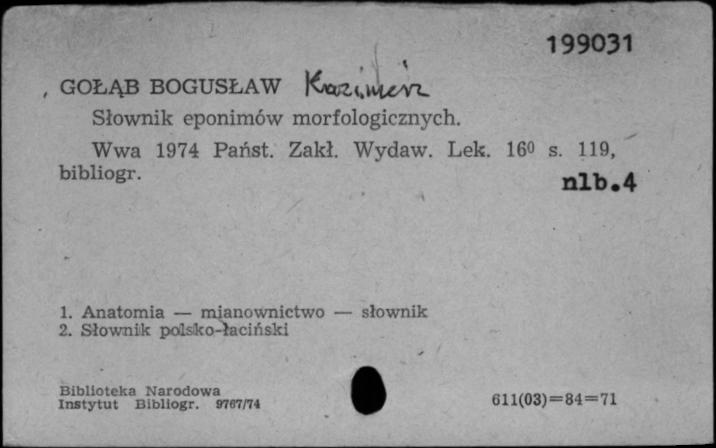 199031
GOŁĄB BOGUSŁAW Kazimierz
Słownik eponimów morfologicznych.
Wwa 1974 Państ. Zakł. Wydaw. Lek. 16⁰ s. 119,
bibliogr. nlb.4
1. Anatomia — mianownictwo — słownik
2. Słownik polsko-łaciński
Biblioteka Narodowa
Instytut Bibliogr. 9767/74 611(03)=84=71